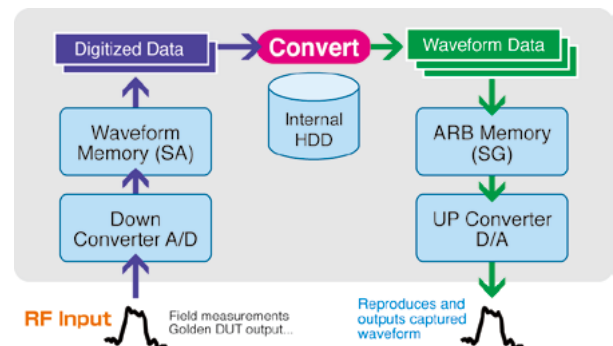 Digitized Data
Convert
Waveform Data
Waveform
Memory (SA)
Internal
HDD
ARB Memory
(SG)
Down
Converter A/D
UP Converter
D/A
RF Input
Field measurements
Golden DUT output...
Reproduces and
outputs captured
waveform